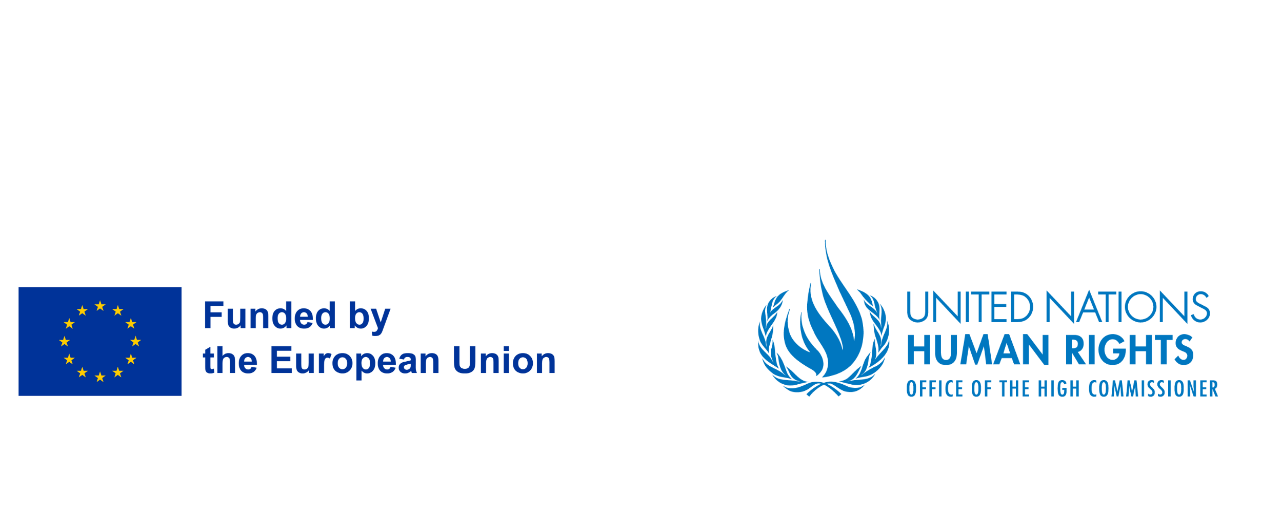 Funded by
the European Union
UNITED NATIONS
HUMAN RIGHTS
OFFICE OF THE HIGH COMMISSIONER